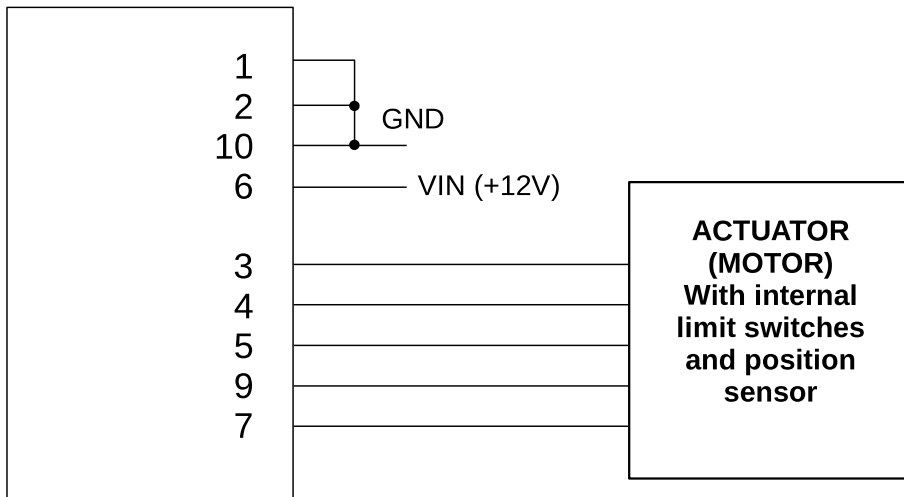 1
2
GND
10
6
VIN (+12V)
3
4
5
9
7
ACTUATOR
(MOTOR)
With internal
limit switches
and position
sensor